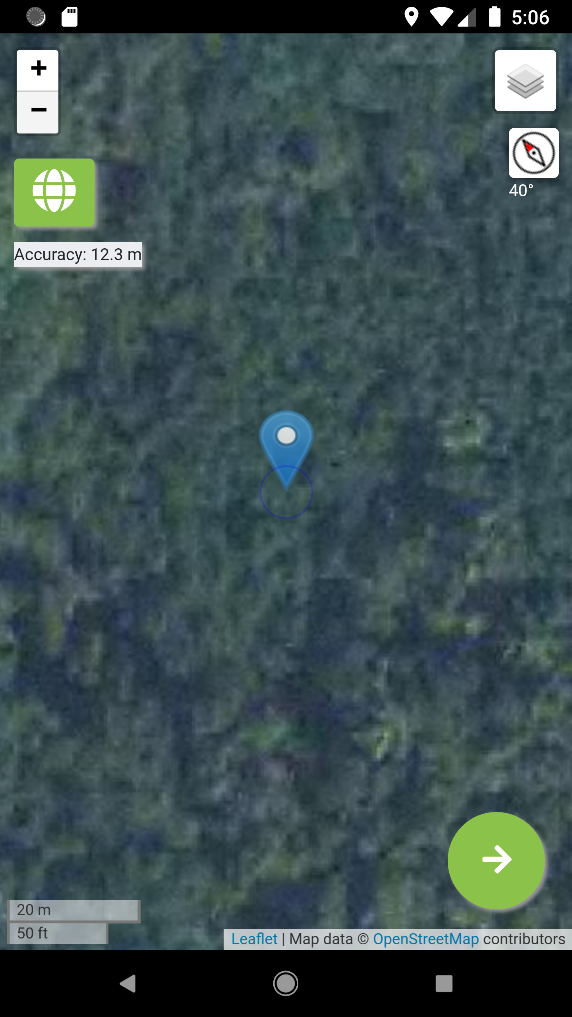 5:06
+
−
40°
Accuracy: 12.3 m
20 m
50 ft
Leaflet | Map data © OpenStreetMap contributors